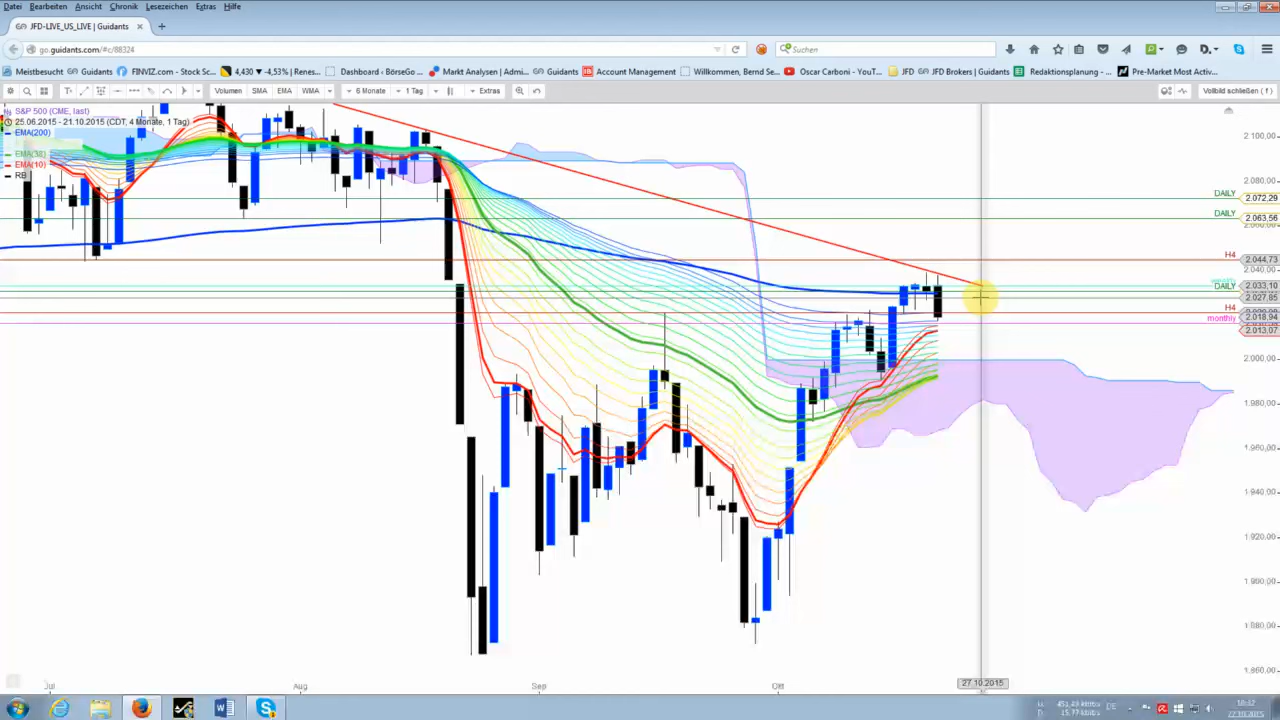 Datei Bearbeiten Ansicht Chronik Lesezeichen Extras Hilfe
JFD-LIVE_US_LIVE | Guidants
go.guidants.com/#c/88324
Suchen
Meistbesucht Guidants FINVIZ.com - Stock Sc... 4,430 ▾ -4,53% | Renes... Dashboard ‹ BörseGo ... Markt Analysen | Admi... Guidants Account Management Willkommen, Bernd Se... Oscar Carboni - YouT... JFD JFD Brokers | Guidants Redaktionsplanung - ... Pre-Market Most Activ...
Volumen SMA EMA WMA 6 Monate 1 Tag Extras Vollbild schließen ( f )
S&P 500 (CME, last)
25.06.2015 - 21.10.2015 (CDT, 4 Monate, 1 Tag)
EMA(200)
EMA(10)
RB
2.100,00
2.080,00
DAILY 2.072,29
DAILY 2.063,56
H4 2.044,73
2.040,00
2.033,10
DAILY
2.027,85
H4
monthly 2.018,94
2.013,07
2.000,00
1.980,00
1.960,00
1.940,00
1.920,00
1.900,00
1.880,00
1.860,00
Jul Aug Sep Okt 27.10.2015
DE